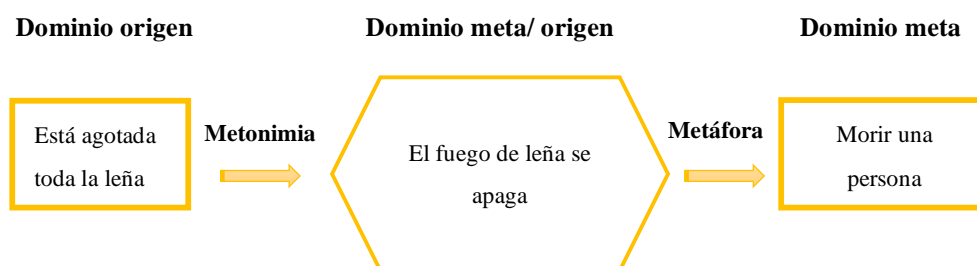 Dominio origen
Dominio meta/ origen
Dominio meta
Está agotada
toda la leña
Metonimia
El fuego de leña se
apaga
Metáfora
Morir una
persona